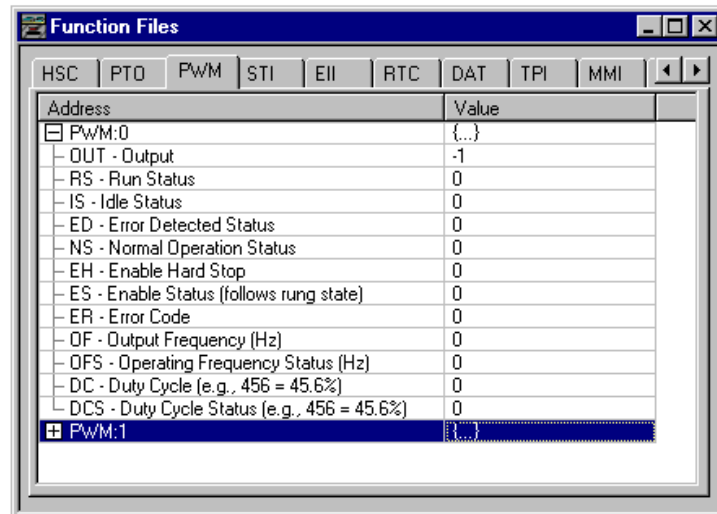 Function Files
HSC PTO PWM STI EII RTC DAT TPI MMI
Address Value
PWM:0 {...}
OUT - Output -1
RS - Run Status 0
IS - Idle Status 0
ED - Error Detected Status 0
NS - Normal Operation Status 0
EH - Enable Hard Stop 0
ES - Enable Status (follows rung state) 0
ER - Error Code 0
OF - Output Frequency (Hz) 0
OFS - Operating Frequency Status (Hz) 0
DC - Duty Cycle (e.g., 456 = 45.6%) 0
DCS - Duty Cycle Status (e.g., 456 = 45.6%) 0
PWM:1 {...}